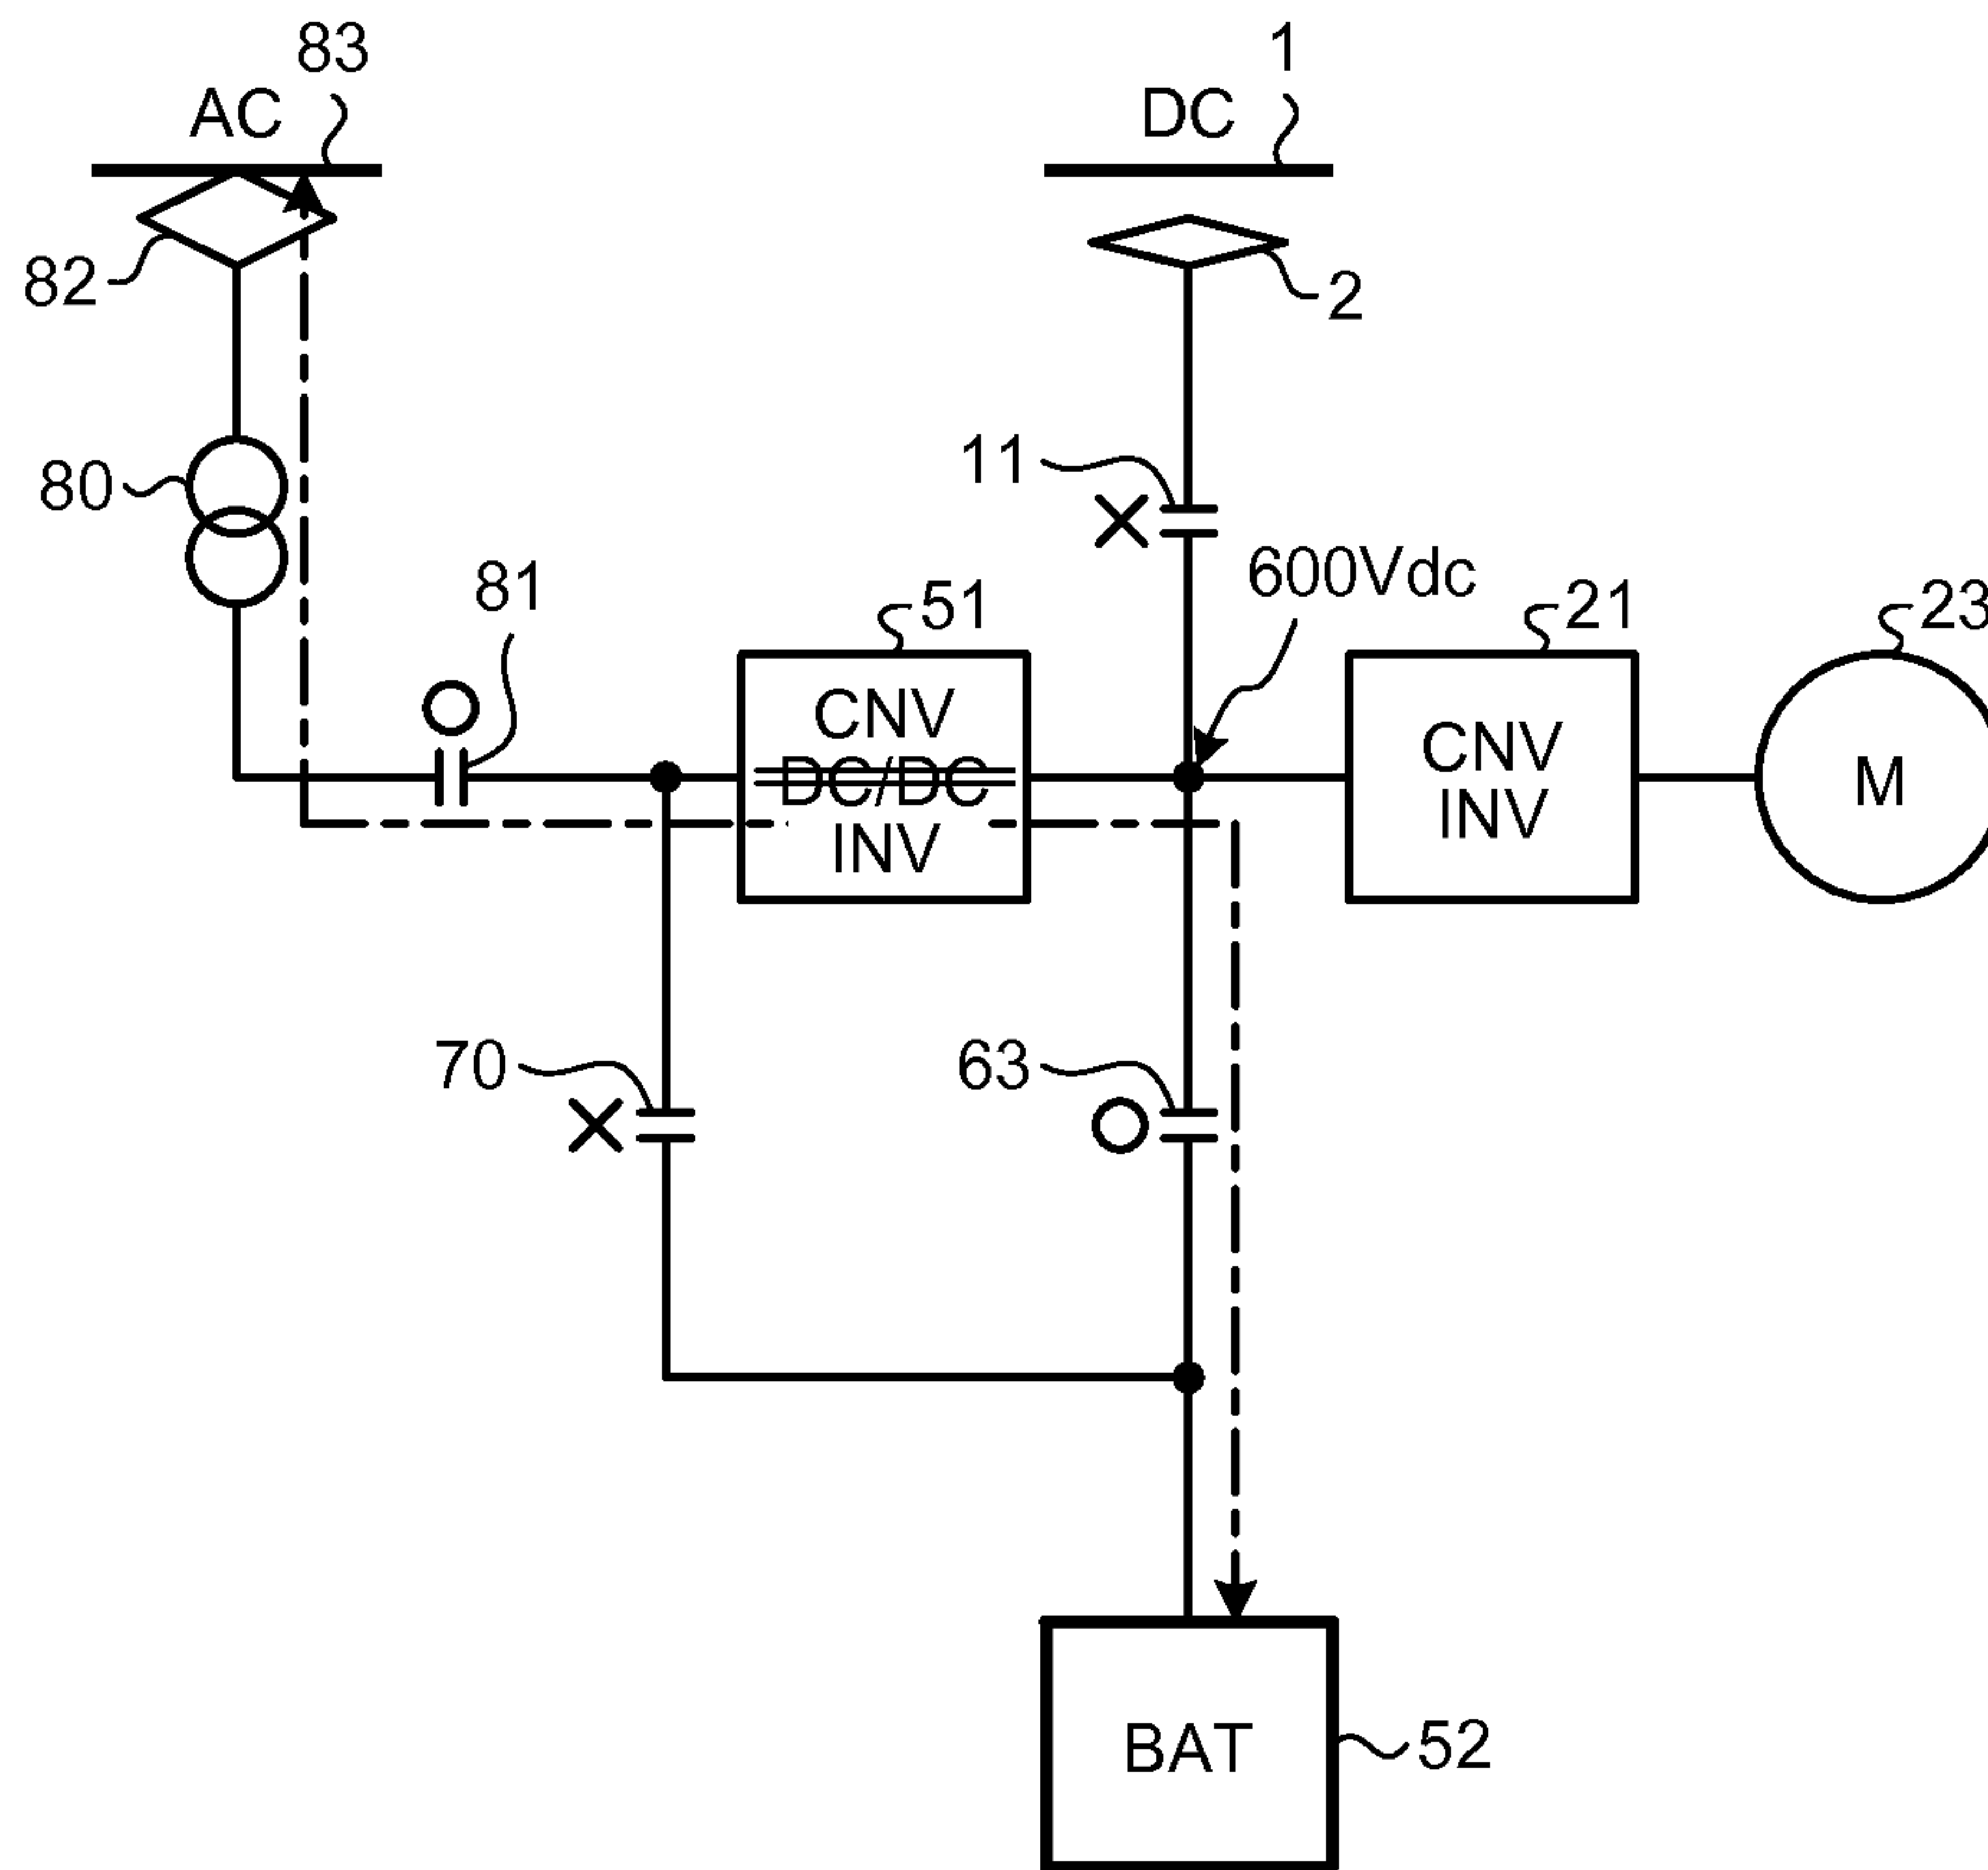 83
1
AC
DC
82
2
80
11
81
600Vdc
51
21
23
CNV
DC/DC
INV
CNV
INV
M
70
63
BAT
52